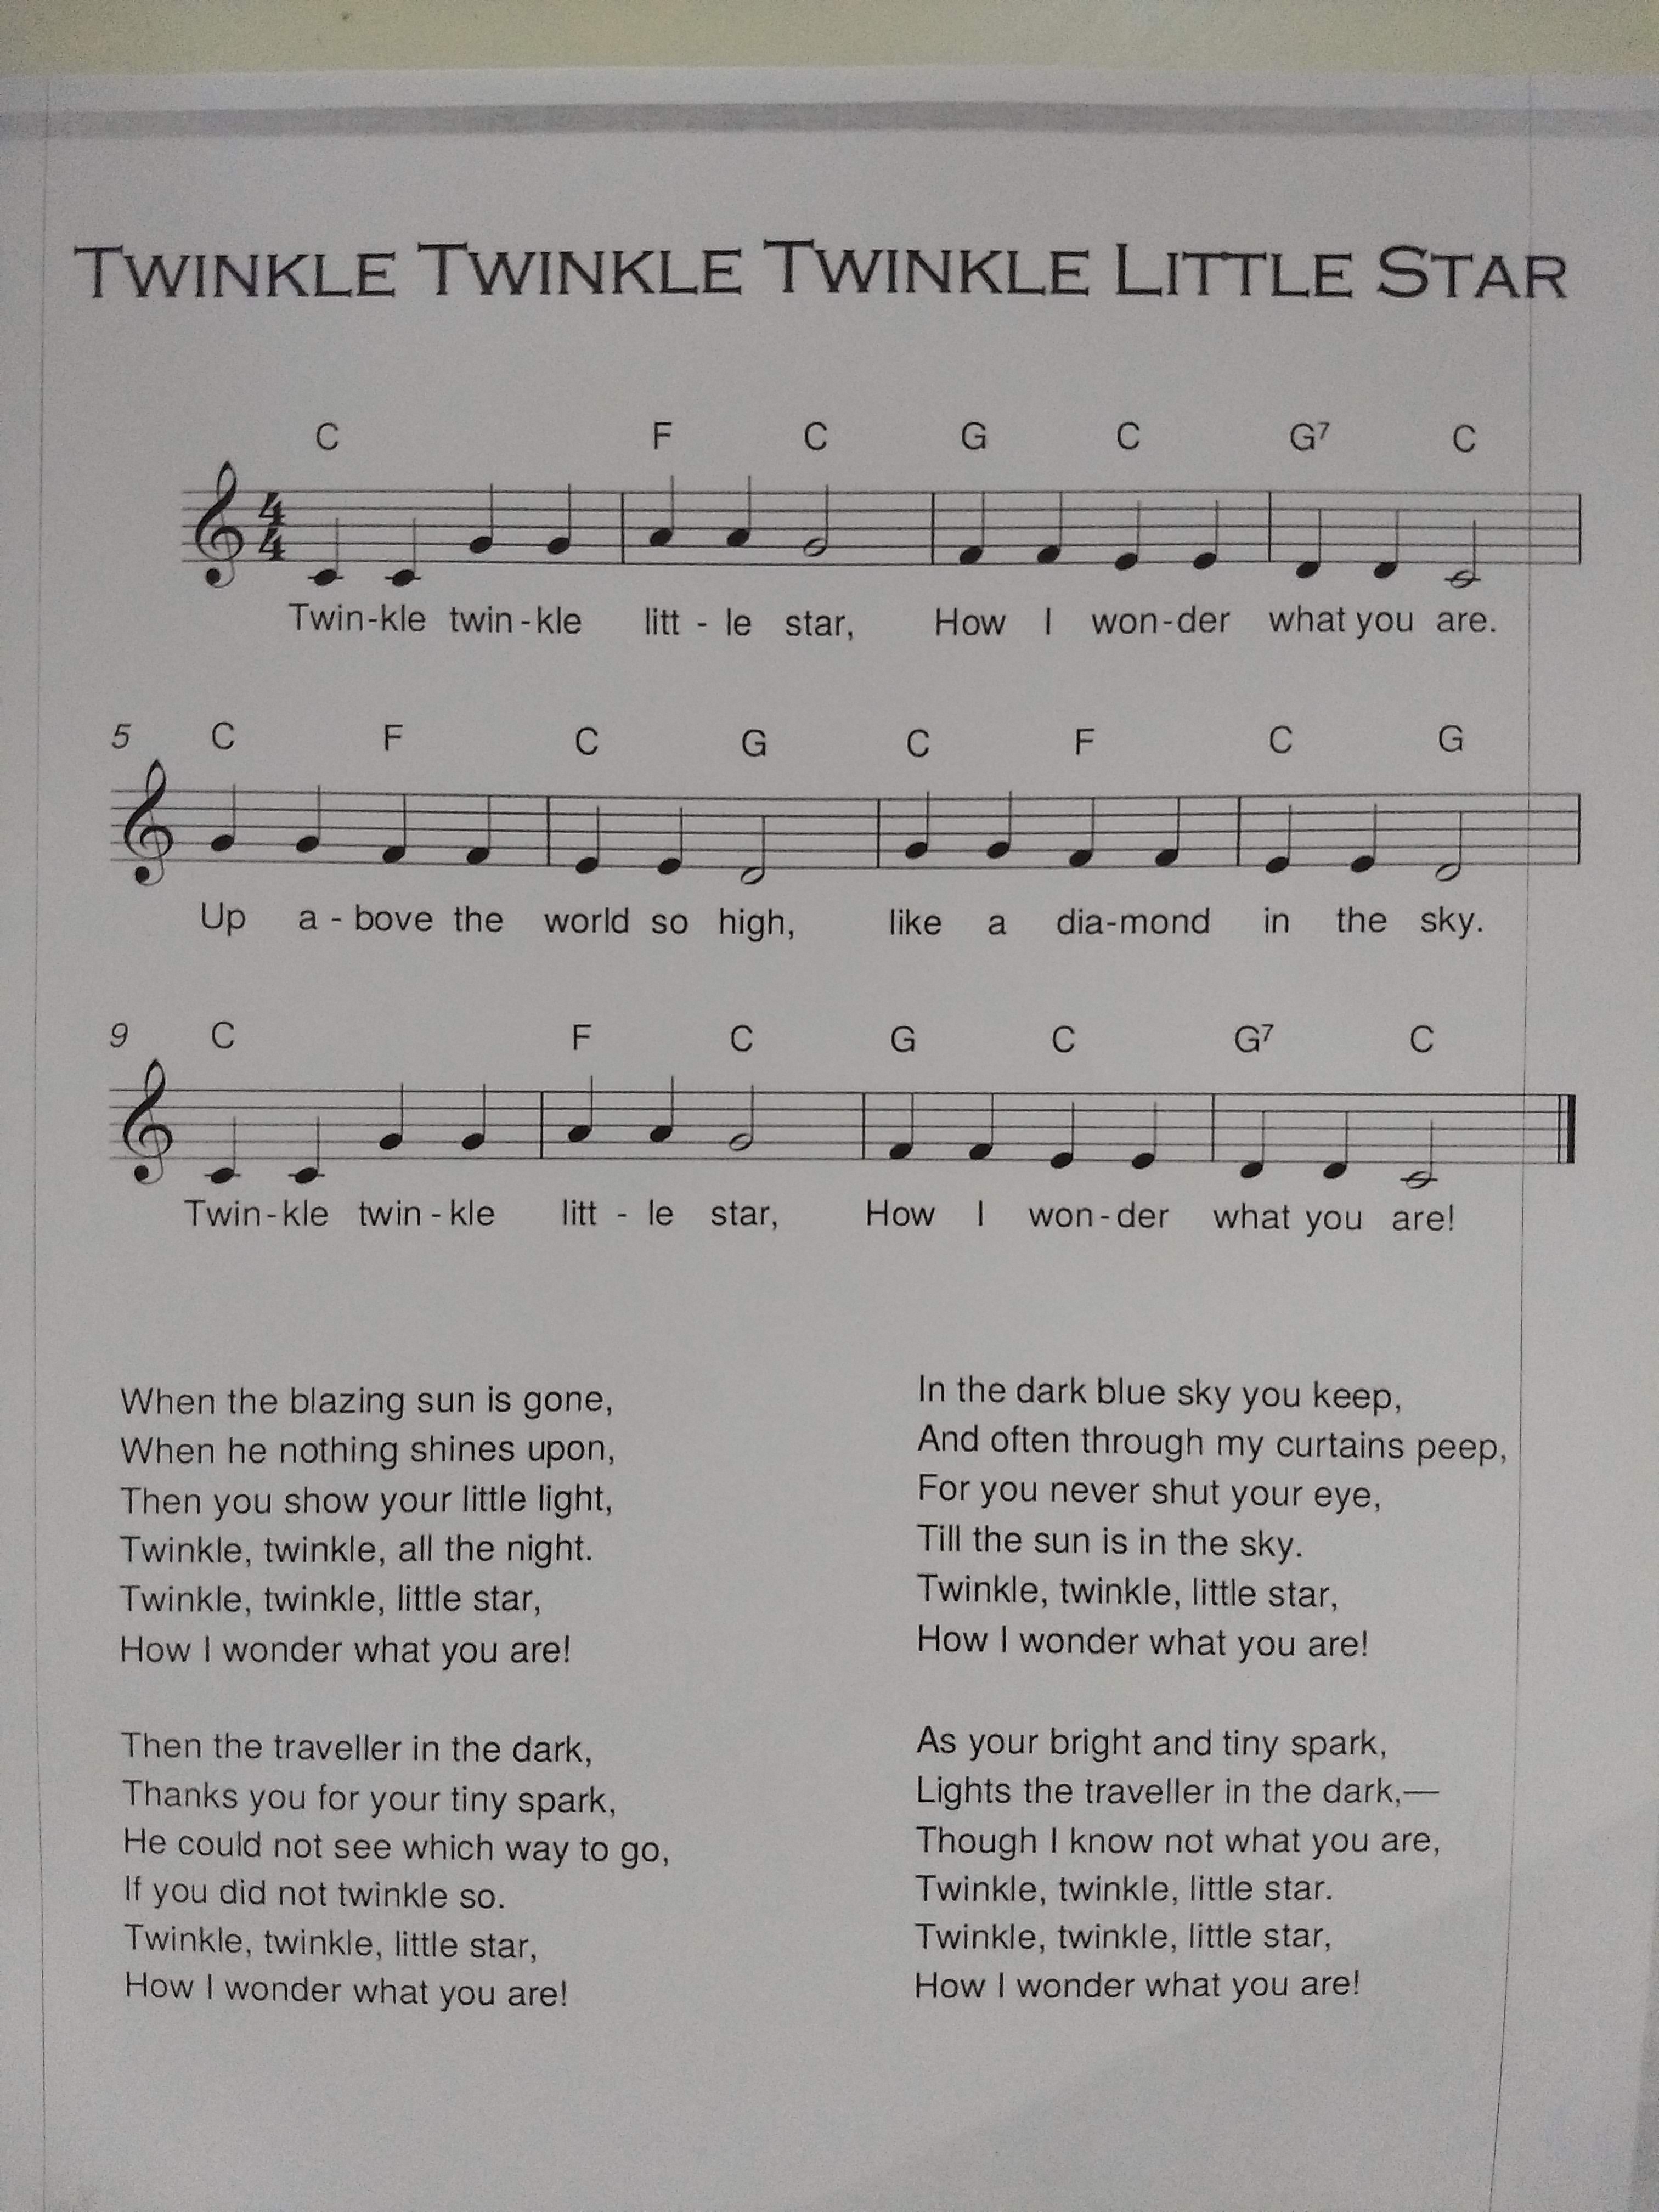 TWINKLE TWINKLE TWINKLE LITTLE STAR
C F C G C G7 C
4
4
Twin-kle twin-kle litt - le star, How I won-der what you are.
5 C F C G C F C G
Up a - bove the world so high, like a dia-mond in the sky.
9 C F C G C G7 C
Twin-kle twin-kle litt - le star, How I won-der what you are!
When the blazing sun is gone,
When he nothing shines upon,
Then you show your little light,
Twinkle, twinkle, all the night.
Twinkle, twinkle, little star,
How I wonder what you are!
Then the traveller in the dark,
Thanks you for your tiny spark,
He could not see which way to go,
If you did not twinkle so.
Twinkle, twinkle, little star,
How I wonder what you are!
In the dark blue sky you keep,
And often through my curtains peep,
For you never shut your eye,
Till the sun is in the sky.
Twinkle, twinkle, little star,
How I wonder what you are!
As your bright and tiny spark,
Lights the traveller in the dark,—
Though I know not what you are,
Twinkle, twinkle, little star.
Twinkle, twinkle, little star,
How I wonder what you are!